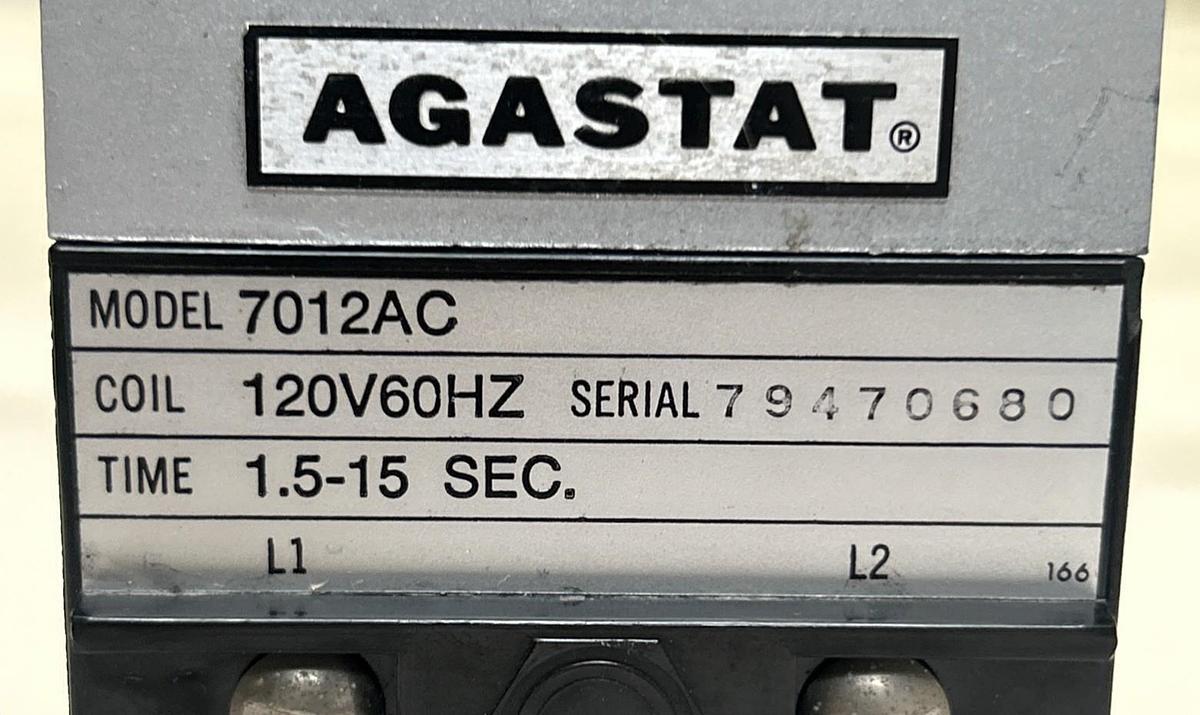 AGASTAT®
MODEL 7012AC
COIL 120V60HZ SERIAL 79470680
TIME 1.5-15 SEC.
L1 L2 166